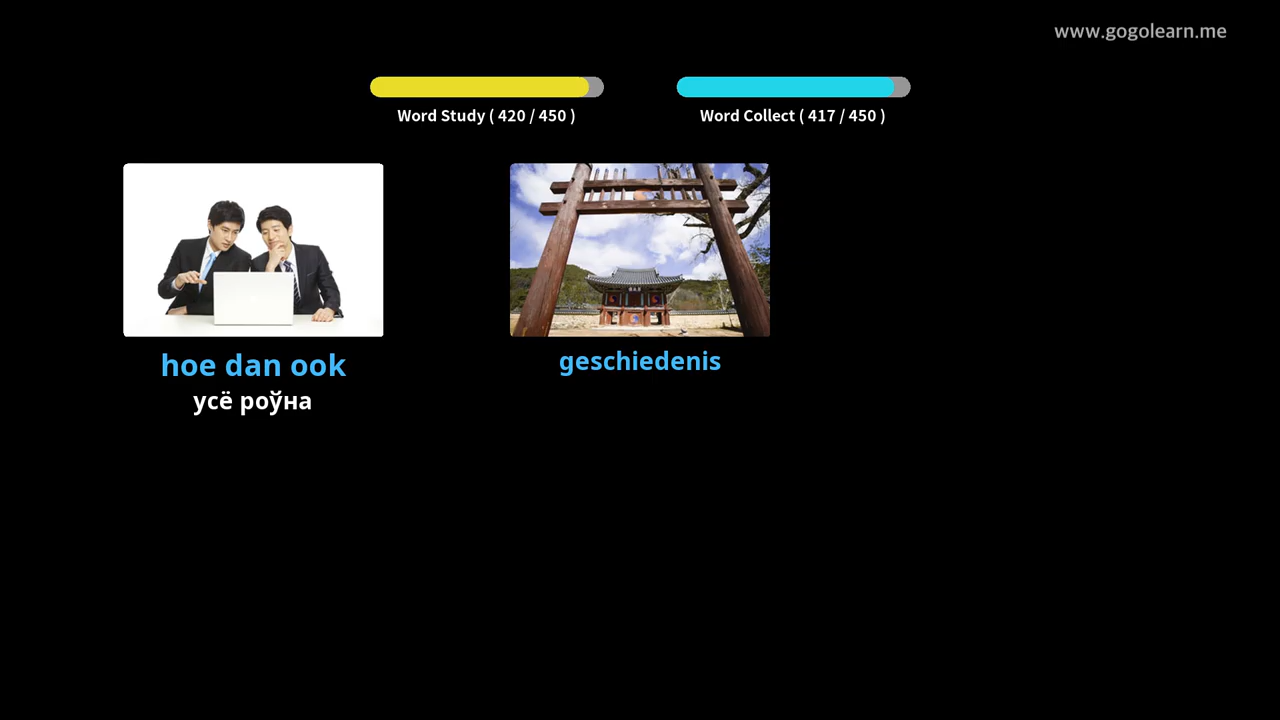 www.gogolearn.me
Word Study ( 420 / 450 )
Word Collect ( 417 / 450 )
hoe dan ook
усё роўна
geschiedenis